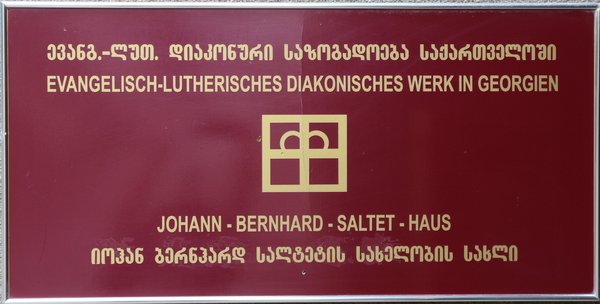 ევანგ.-ლუთ. დიაკონური საზოგადოება საქართველოში
EVANGELISCH-LUTHERISCHES DIAKONISCHES WERK IN GEORGIEN
JOHANN - BERNHARD - SALTET - HAUS
იოჰან ბერნჰარდ სალტეტის სახელობის სახლი